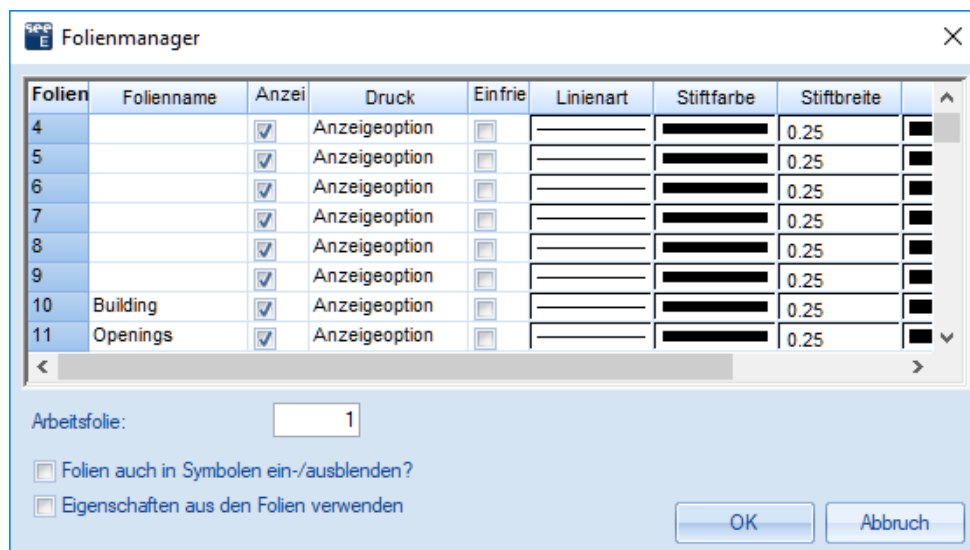 see E Folienmanager
Folien Folienname Anzei Druck Einfrie Linienart Stiftfarbe Stiftbreite
4 Anzeigeoption 0.25
5 Anzeigeoption 0.25
6 Anzeigeoption 0.25
7 Anzeigeoption 0.25
8 Anzeigeoption 0.25
9 Anzeigeoption 0.25
10 Building Anzeigeoption 0.25
11 Openings Anzeigeoption 0.25
Arbeitsfolie: 1
Folien auch in Symbolen ein-/ausblenden?
Eigenschaften aus den Folien verwenden
OK Abbruch